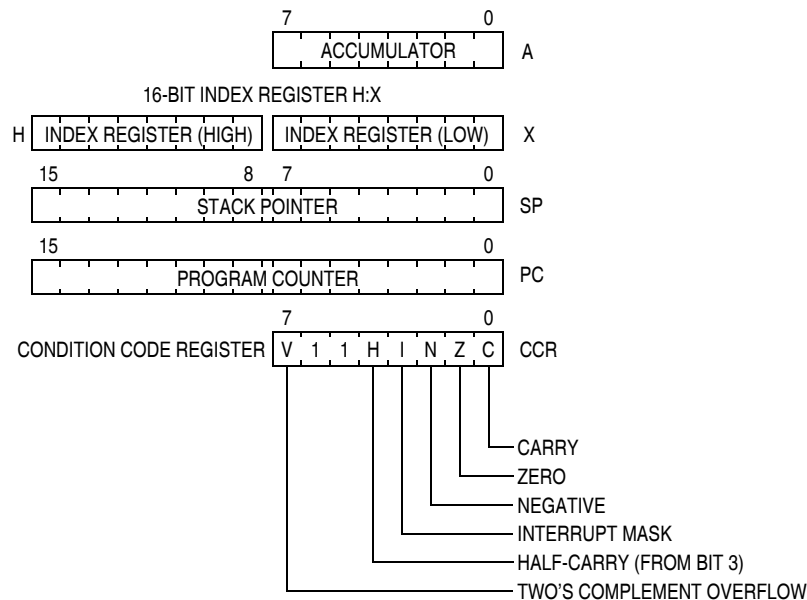 7 0
ACCUMULATOR A
16-BIT INDEX REGISTER H:X
H INDEX REGISTER (HIGH) INDEX REGISTER (LOW) X
15 8 7 0
STACK POINTER SP
15 0
PROGRAM COUNTER PC
7 0
CONDITION CODE REGISTER V 1 1 H I N Z C CCR
CARRY
ZERO
NEGATIVE
INTERRUPT MASK
HALF-CARRY (FROM BIT 3)
TWO'S COMPLEMENT OVERFLOW